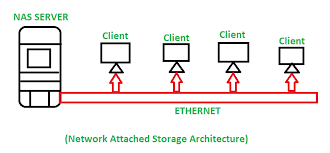 NAS SERVER
Client
Client
Client
Client
ETHERNET
(Network Attached Storage Architecture)